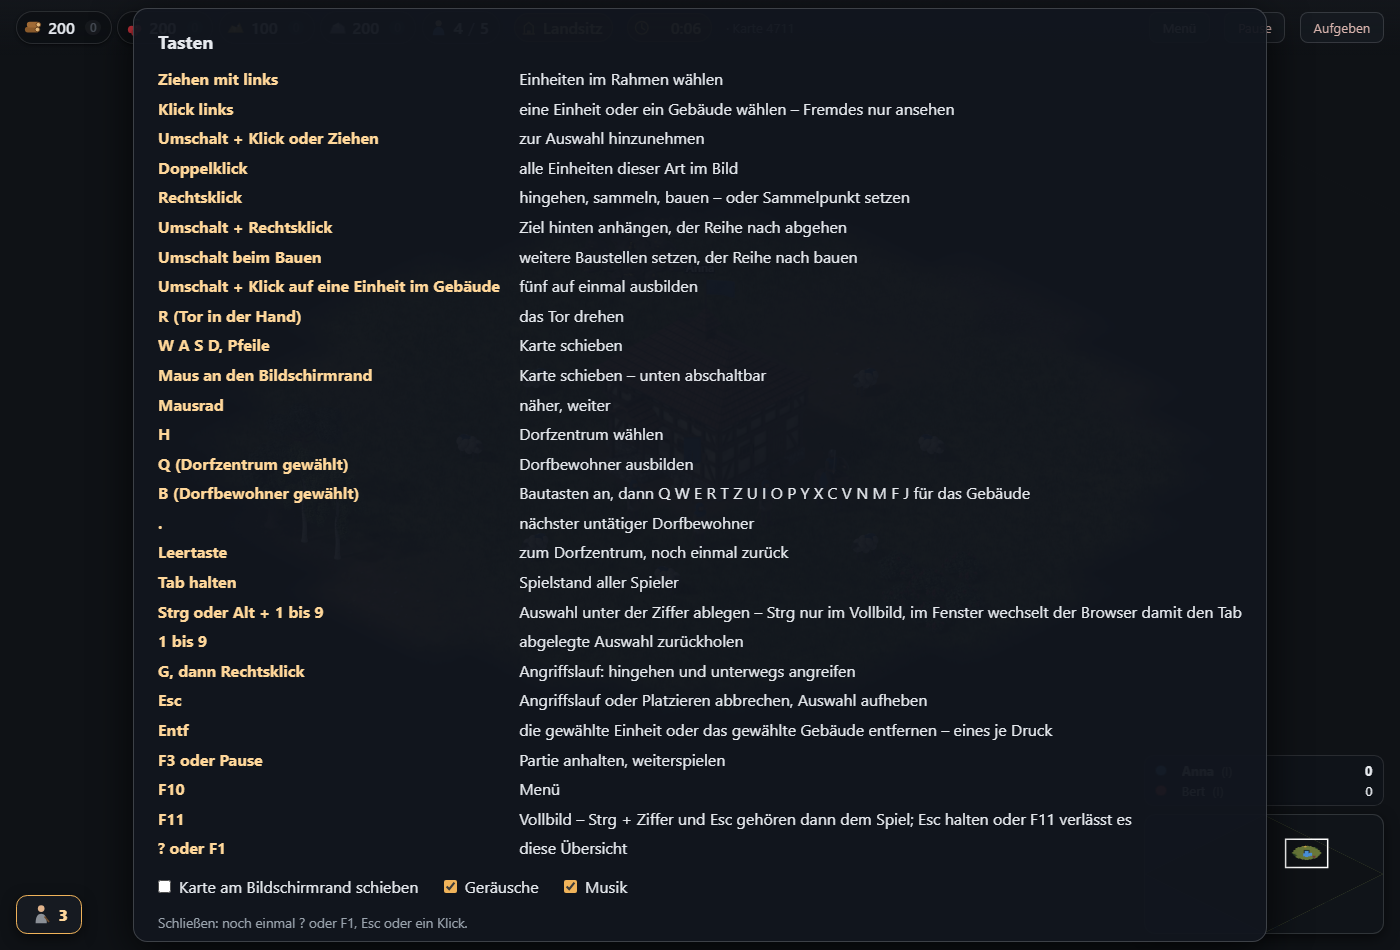 200 0 200 100 200 4 / 5 Landsitz 0:06 Menü Aufgeben
Tasten
Ziehen mit links Einheiten im Rahmen wählen
Klick links eine Einheit oder ein Gebäude wählen – Fremdes nur ansehen
Umschalt + Klick oder Ziehen zur Auswahl hinzunehmen
Doppelklick alle Einheiten dieser Art im Bild
Rechtsklick hingehen, sammeln, bauen – oder Sammelpunkt setzen
Umschalt + Rechtsklick Ziel hinten anhängen, der Reihe nach abgehen
Umschalt beim Bauen weitere Baustellen setzen, der Reihe nach bauen
Umschalt + Klick auf eine Einheit im Gebäude fünf auf einmal ausbilden
R (Tor in der Hand) das Tor drehen
W A S D, Pfeile Karte schieben
Maus an den Bildschirmrand Karte schieben – unten abschaltbar
Mausrad näher, weiter
H Dorfzentrum wählen
Q (Dorfzentrum gewählt) Dorfbewohner ausbilden
B (Dorfbewohner gewählt) Bautasten an, dann Q W E R T Z U I O P Y X C V N M F J für das Gebäude
. nächster untätiger Dorfbewohner
Leertaste zum Dorfzentrum, noch einmal zurück
Tab halten Spielstand aller Spieler
Strg oder Alt + 1 bis 9 Auswahl unter der Ziffer ablegen – Strg nur im Vollbild, im Fenster wechselt der Browser damit den Tab
1 bis 9 abgelegte Auswahl zurückholen
G, dann Rechtsklick Angriffslauf: hingehen und unterwegs angreifen
Esc Angriffslauf oder Platzieren abbrechen, Auswahl aufheben
Entf die gewählte Einheit oder das gewählte Gebäude entfernen – eines je Druck
F3 oder Pause Partie anhalten, weiterspielen
F10 Menü
F11 Vollbild – Strg + Ziffer und Esc gehören dann dem Spiel; Esc halten oder F11 verlässt es
? oder F1 diese Übersicht
Karte am Bildschirmrand schieben Geräusche Musik
Schließen: noch einmal ? oder F1, Esc oder ein Klick.
Anna 0
Bert 0
3